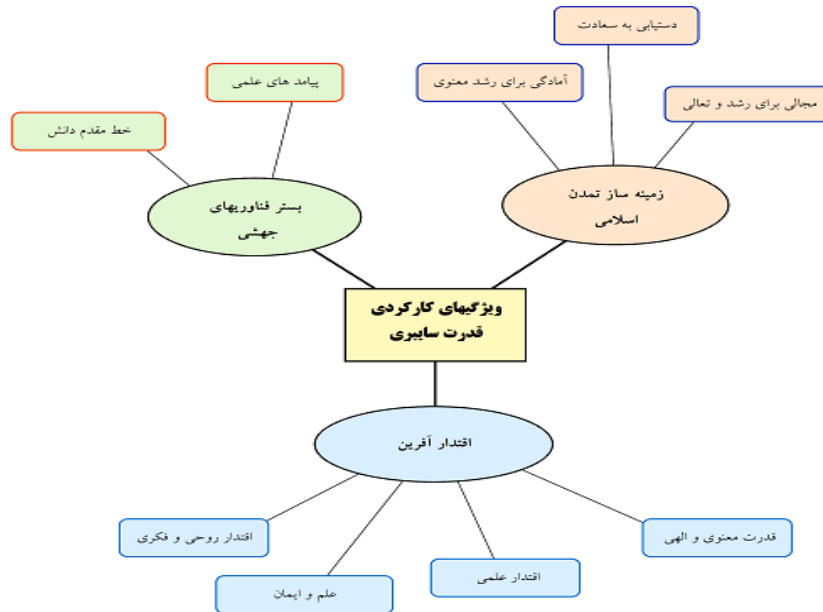 دستیابی به سعادت
آمادگی برای رشد معنوی
پیامد های علمی
مجالی برای رشد و تعالی
خط مقدم دانش
زمینه ساز تمدن
اسلامی
بستر فناوریهای
جهشی
ویژگیهای کارکردی
قدرت سایبری
اقتدار آفرین
قدرت معنوی و الهی
اقتدار روحی و فکری
اقتدار علمی
علم و ایمان